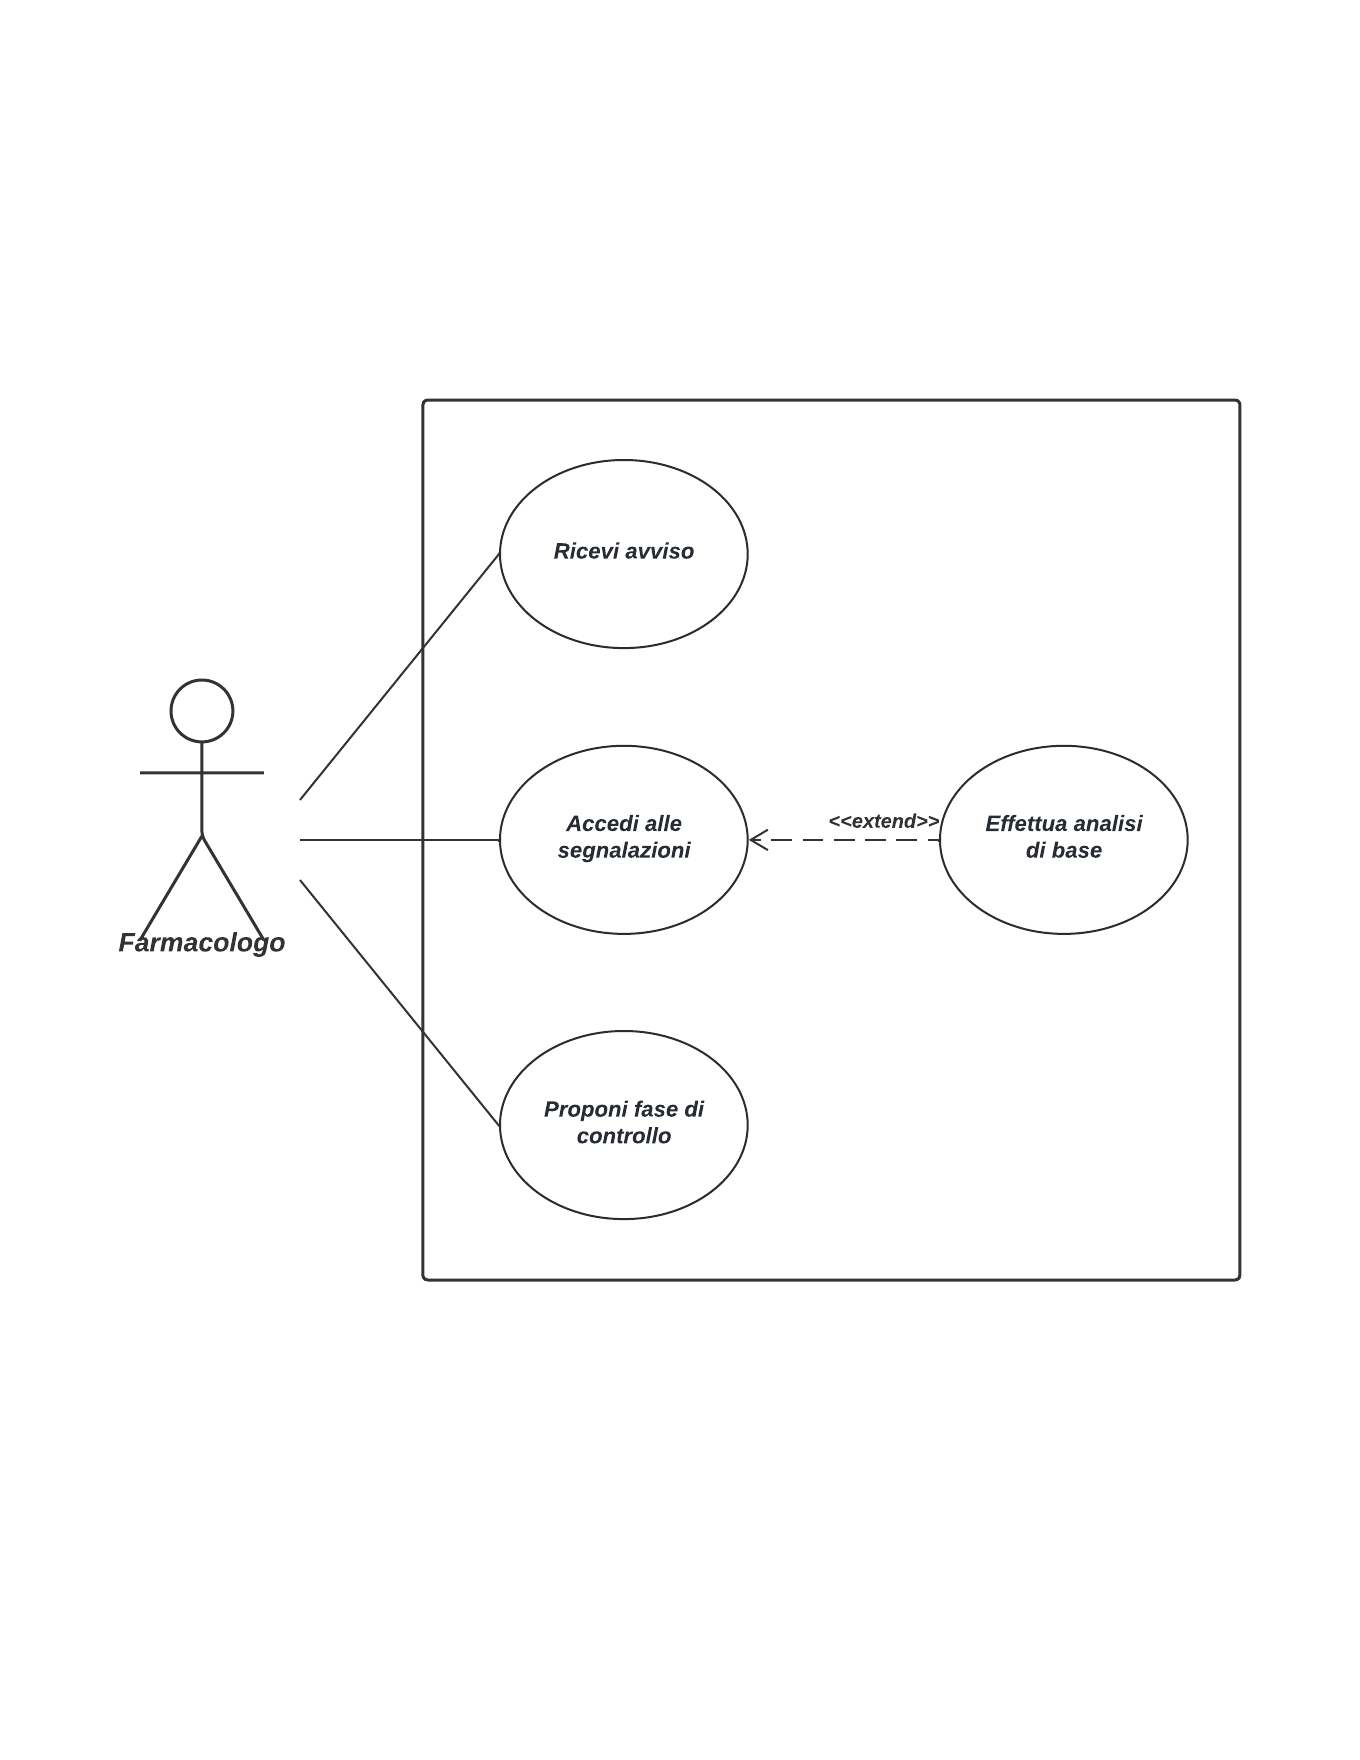 Ricevi avviso
Accedi alle
segnalazioni
<<extend>>
Effettua analisi
di base
Farmacologo
Proponi fase di
controllo